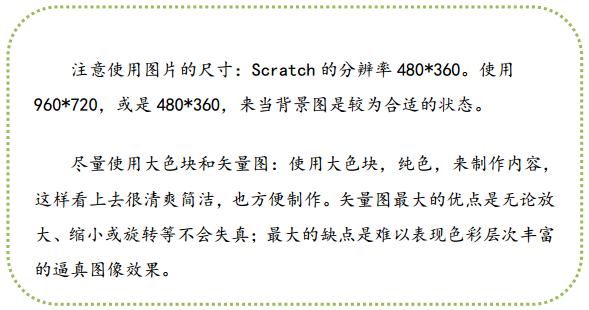 注意使用图片的尺寸：Scratch 的分辨率 480*360。使用
960*720，或是 480*360，来当背景图是较为合适的状态。
尽量使用大色块和矢量图：使用大色块，纯色，来制作内容，
这样看上去很清爽简洁，也方便制作。矢量图最大的优点是无论放
大、缩小或旋转等不会失真；最大的缺点是难以表现色彩层次丰富
的逼真图像效果。